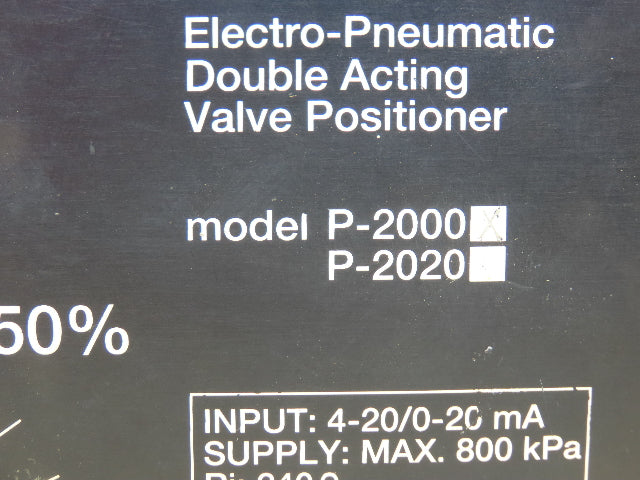 Electro-Pneumatic
Double Acting
Valve Positioner
model P-2000
P-2020
50%
INPUT: 4-20/0-20 mA
SUPPLY: MAX. 800 kPa